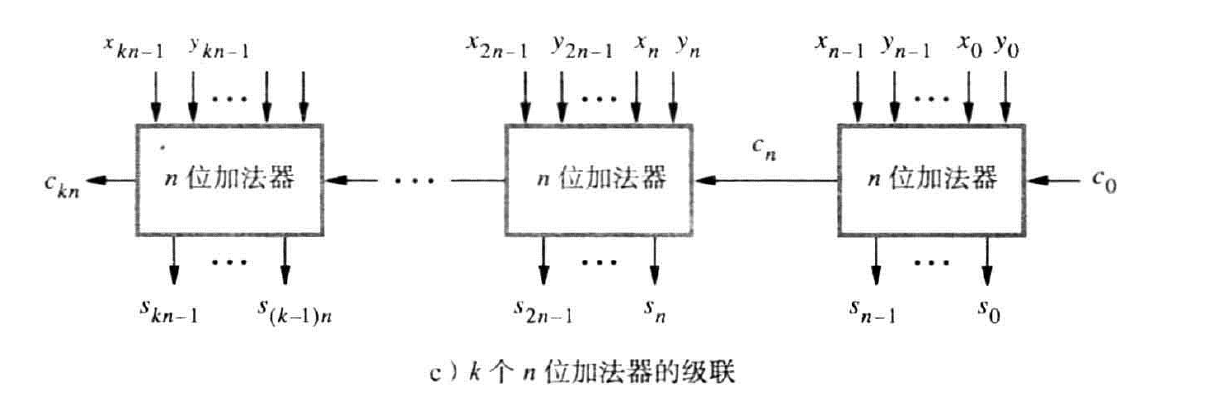 x_{kn-1} y_{kn-1} x_{2n-1} y_{2n-1} x_n y_n x_{n-1} y_{n-1} x_0 y_0
... ... ...
c_n
c_{kn} n 位加法器 ... n 位加法器 n 位加法器 c_0
... ... ...
s_{kn-1} s_{(k-1)n} s_{2n-1} s_n s_{n-1} s_0
c) k 个 n 位加法器的级联